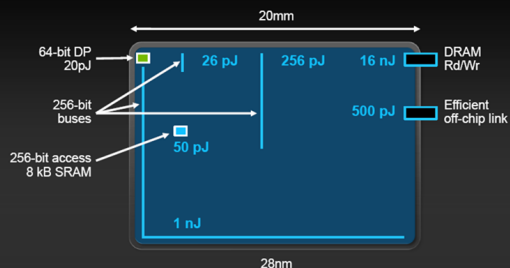 20mm
64-bit DP
20pJ
26 pJ
256 pJ
16 nJ
DRAM
Rd/Wr
256-bit
buses
500 pJ
Efficient
off-chip link
256-bit access
8 kB SRAM
50 pJ
1 nJ
28nm